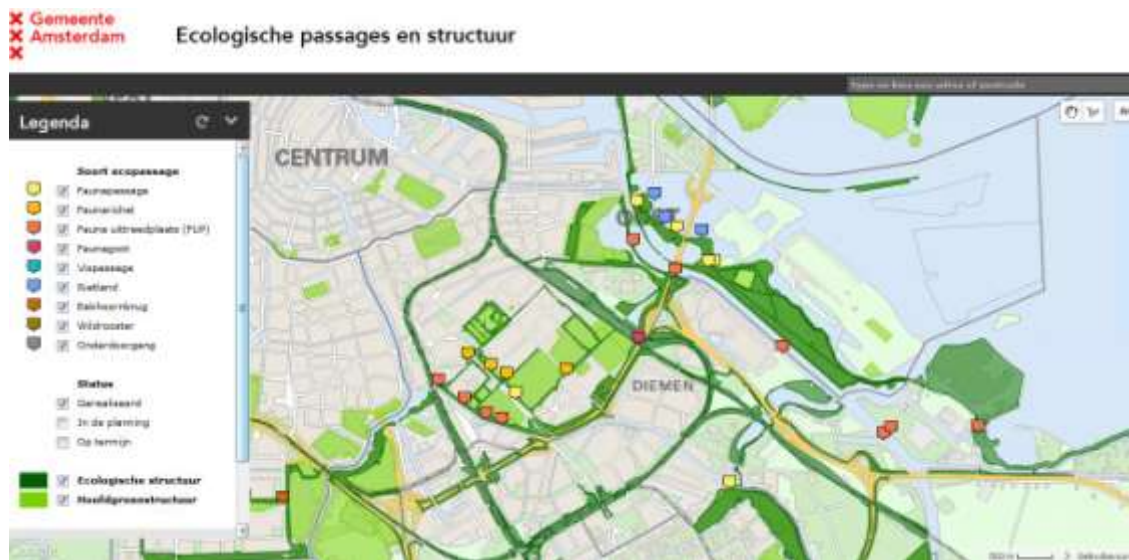 Gemeente
Amsterdam
Ecologische passages en structuur
Legenda
CENTRUM
Soort ecopassage
Faunapassage
Faunarichel
Fauna uittreedplaats (FUP)
Faunagoot
Vispassage
Rietland
Eekhoornbrug
Wildrooster
Onderdoorgang
Status
Gerealiseerd
In de planning
Op termijn
Ecologische structuur
Hoofdgroenstructuur
DIEMEN